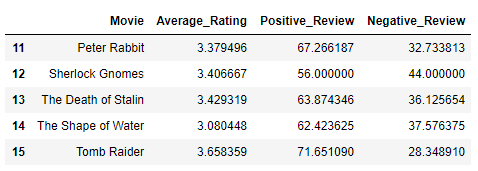 Movie Average_Rating Positive_Review Negative_Review
11 Peter Rabbit 3.379496 67.266187 32.733813
12 Sherlock Gnomes 3.406667 56.000000 44.000000
13 The Death of Stalin 3.429319 63.874346 36.125654
14 The Shape of Water 3.080448 62.423625 37.576375
15 Tomb Raider 3.658359 71.651090 28.348910